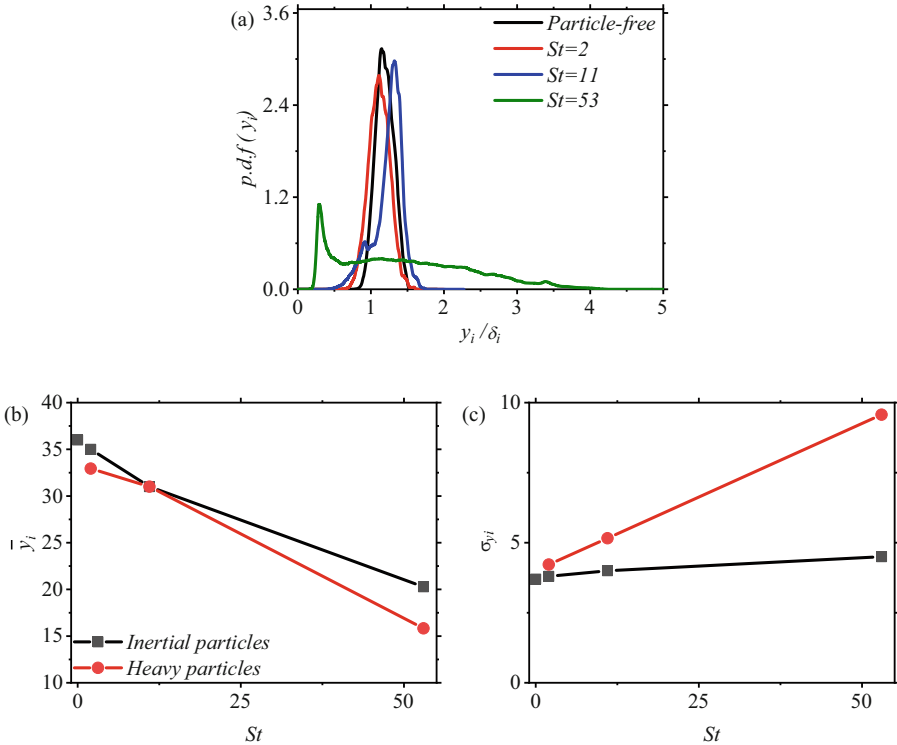 (a)
3.6
2.4
1.2
0.0
p.d.f ( y_i)
Particle-free
St=2
St=11
St=53
0 1 2 3 4 5
y_i /δ_i
(b)
40
35
30
25
20
15
10
y̅_i
Inertial particles
Heavy particles
0 25 50
St
(c)
10
5
0
σ_yi
0 25 50
St